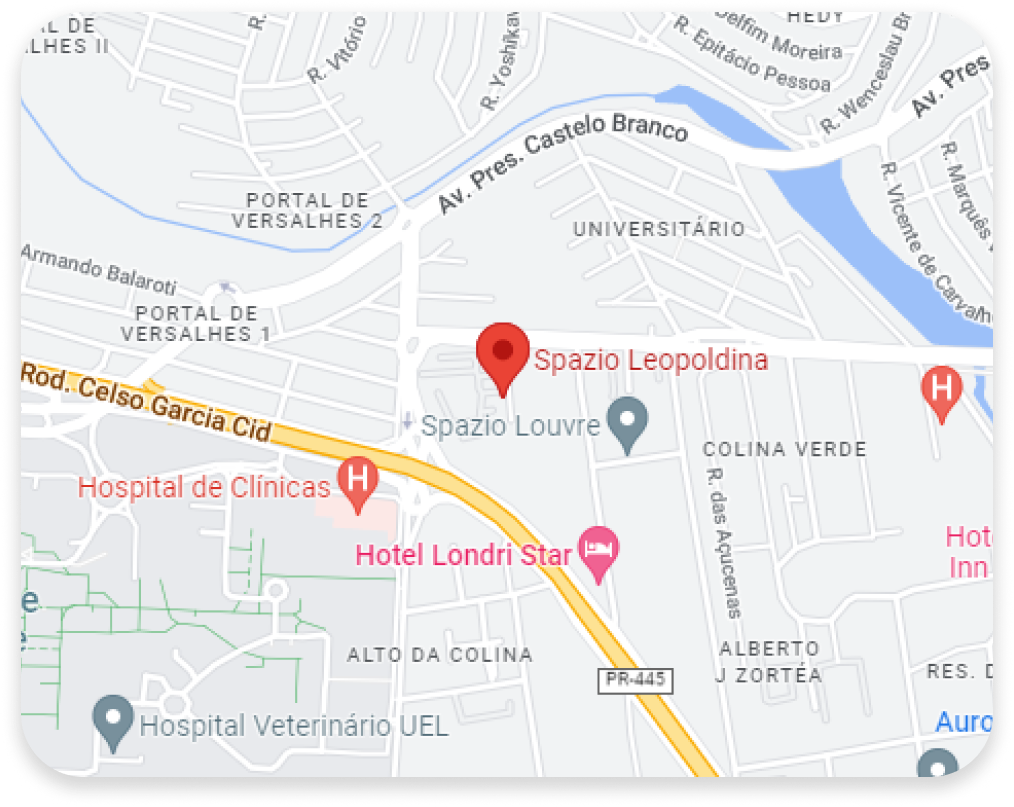 R.
DE
LHES II
R. Vitório
R. Yoshika
Delfim Moreira
HEDY
R. Epitácio Pessoa
R. Wenceslau Br
Av. Pres
Av. Pres. Castelo Branco
R. Marquês
R. Vicente de Carvalho
PORTAL DE
VERSALHES 2
UNIVERSITÁRIO
Armando Balaroti
PORTAL DE
VERSALHES 1
Spazio Leopoldina
Rod. Celso Garcia Cid
H
Spazio Louvre
COLINA VERDE
Hospital de Clínicas
H
R. das Açucenas
Hotel Londri Star
Hot
Inn
e
ALTO DA COLINA
ALBERTO
J ZORTÉA
PR-445
RES. D
Hospital Veterinário UEL
Auro